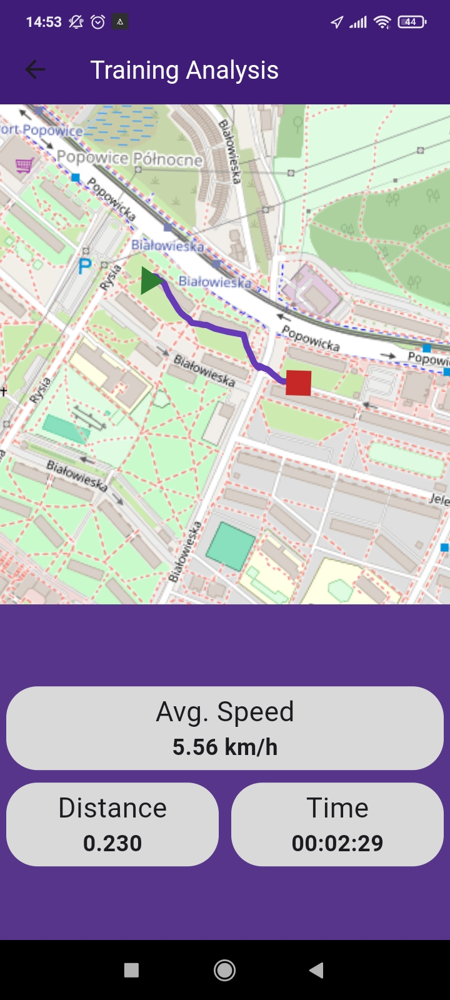 14:53
44
Training Analysis
ort Popowice
Białowieska
Popowice Północne
Popowicka
Białowieska
P
Rysia
Białowieska
Popowicka
Popowi
Białowieska
Rysia
Białowieska
Jele
Białowieska
Avg. Speed
5.56 km/h
Distance
0.230
Time
00:02:29